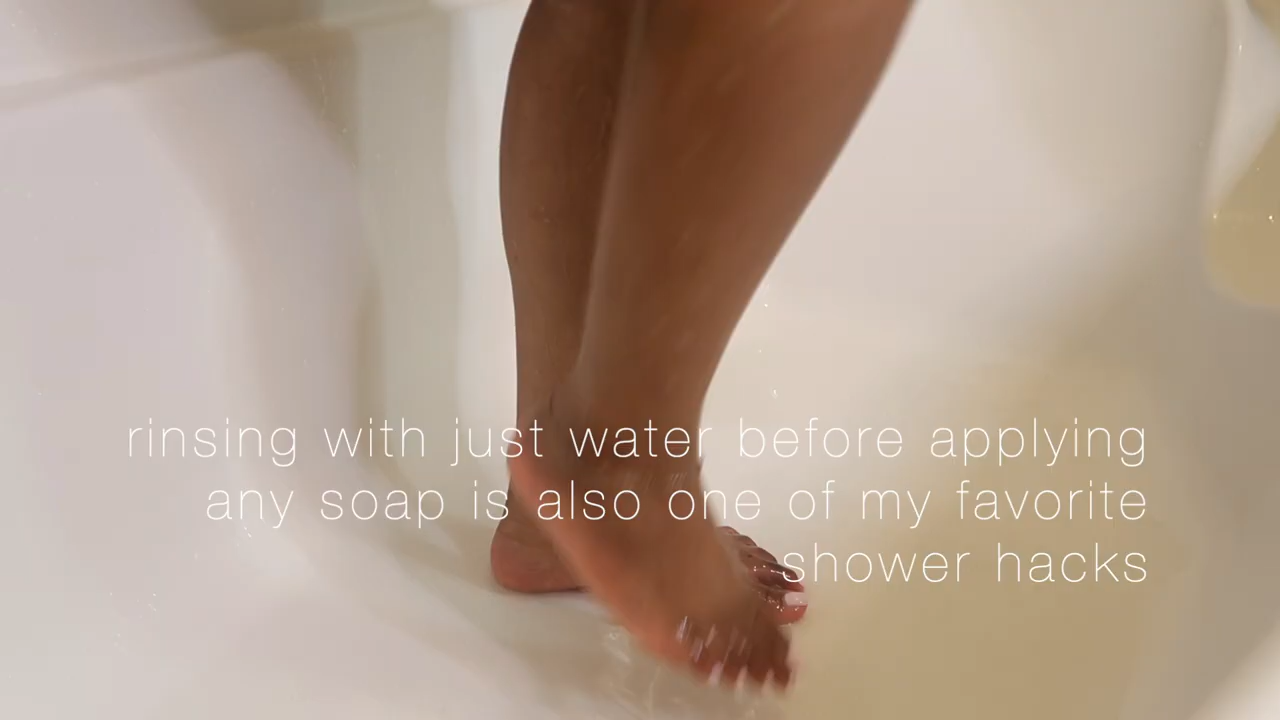 rinsing with just water before applying
any soap is also one of my favorite
shower hacks